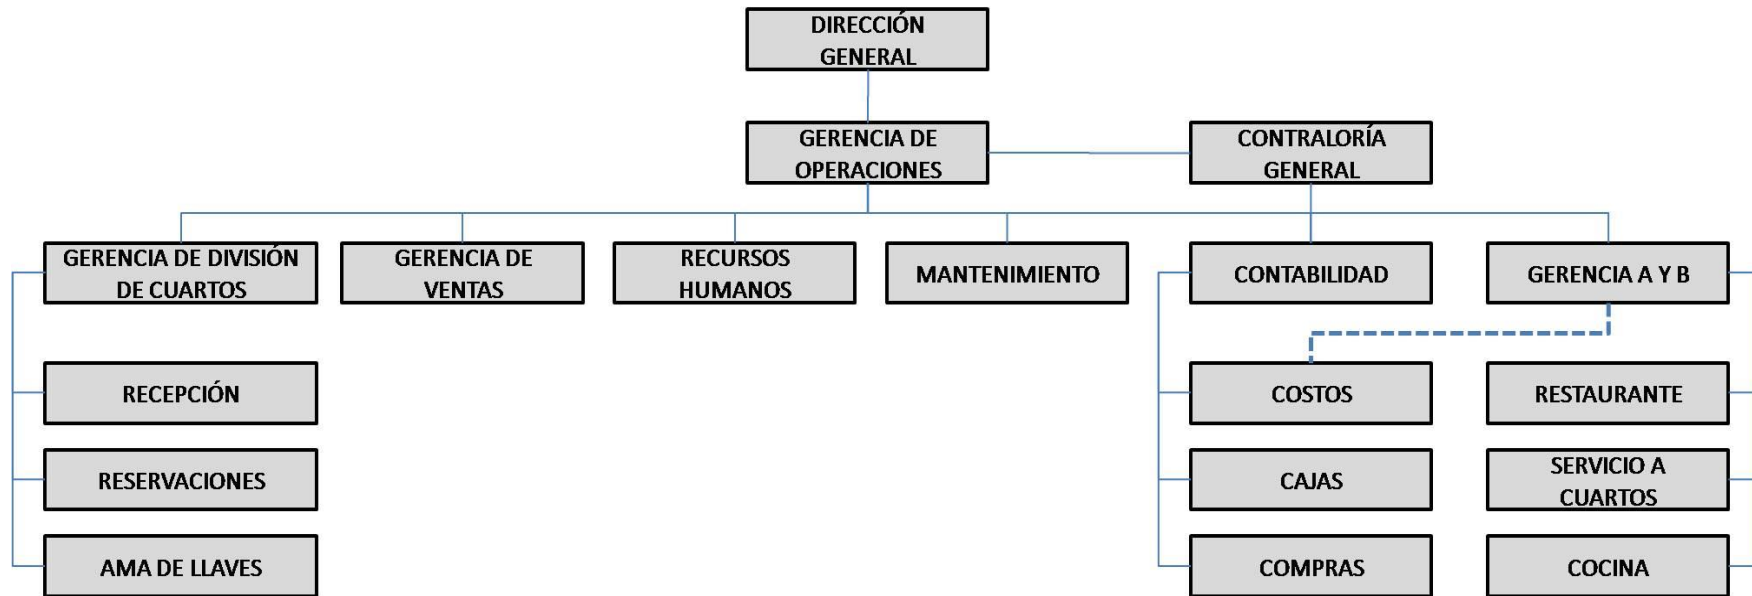 DIRECCIÓN
GENERAL
GERENCIA DE
OPERACIONES
CONTRALORÍA
GENERAL
GERENCIA DE DIVISIÓN
DE CUARTOS
GERENCIA DE
VENTAS
RECURSOS
HUMANOS
MANTENIMIENTO
CONTABILIDAD
GERENCIA A Y B
RECEPCIÓN
COSTOS
RESTAURANTE
RESERVACIONES
CAJAS
SERVICIO A
CUARTOS
AMA DE LLAVES
COMPRAS
COCINA